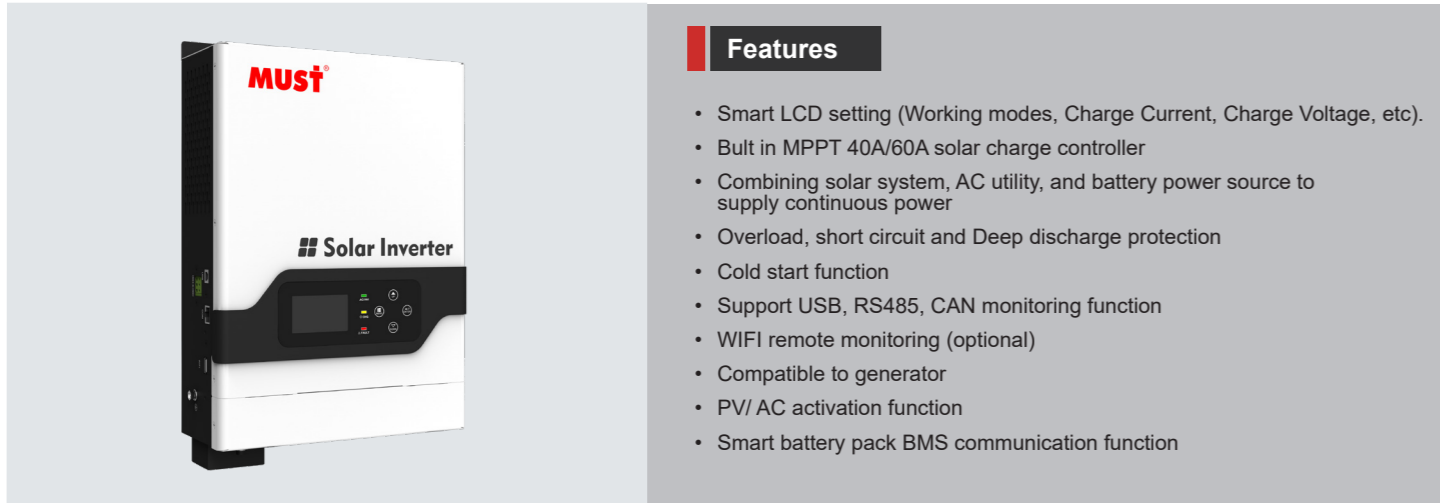 MUST®
Solar Inverter
Features
• Smart LCD setting (Working modes, Charge Current, Charge Voltage, etc).
• Bult in MPPT 40A/60A solar charge controller
• Combining solar system, AC utility, and battery power source to
supply continuous power
• Overload, short circuit and Deep discharge protection
• Cold start function
• Support USB, RS485, CAN monitoring function
• WIFI remote monitoring (optional)
• Compatible to generator
• PV/ AC activation function
• Smart battery pack BMS communication function